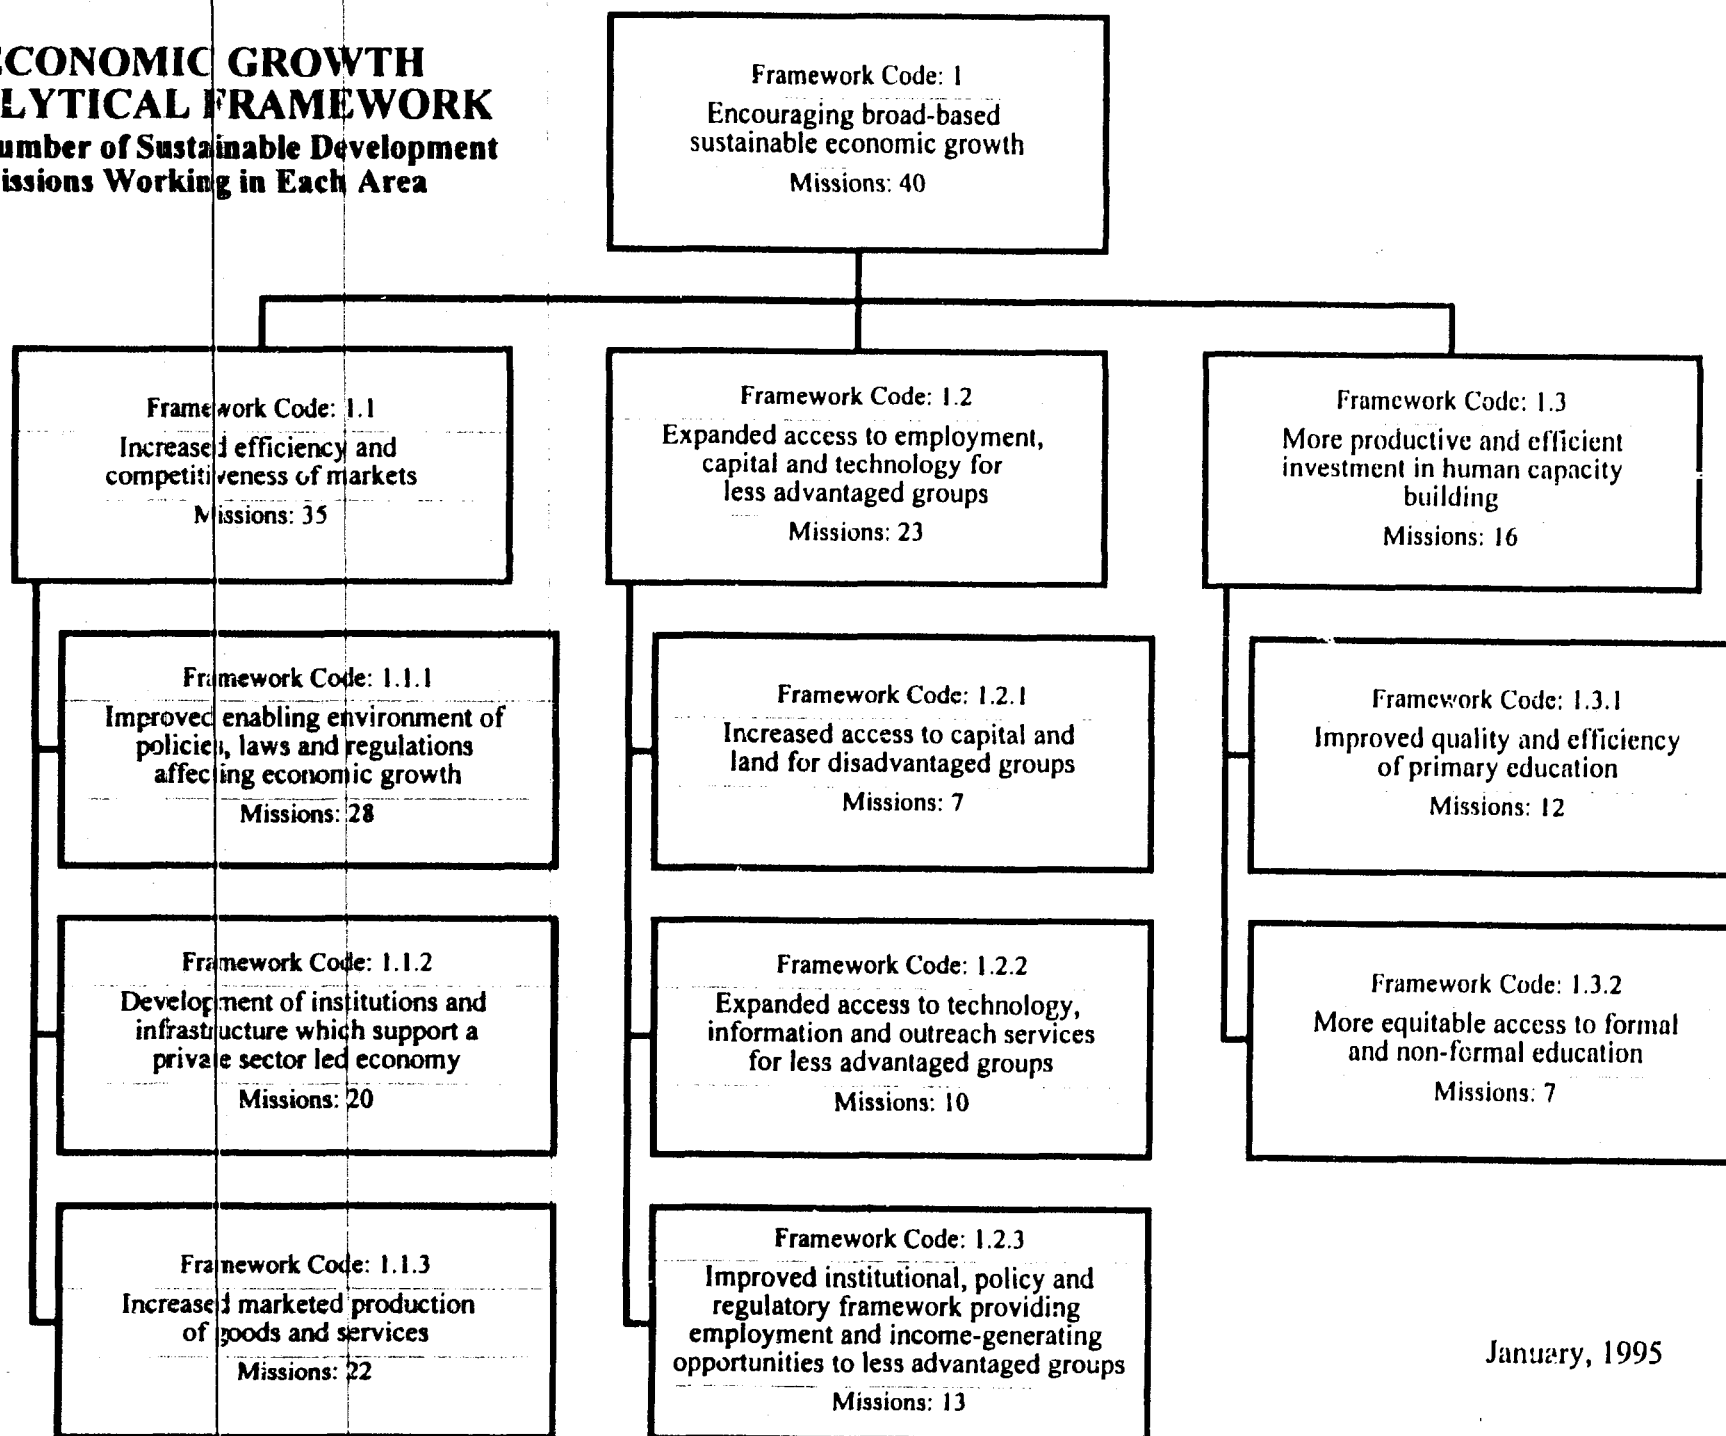 CONOMIC GROWTH
LYTICAL FRAMEWORK
umber of Sustainable Development
issions Working in Each Area
Framework Code: 1
Encouraging broad-based
sustainable economic growth
Missions: 40
Framework Code: 1.1
Increased efficiency and
competitiveness of markets
Missions: 35
Framework Code: 1.1.1
Improved enabling environment of
policies, laws and regulations
affecting economic growth
Missions: 28
Framework Code: 1.1.2
Development of institutions and
infrastructure which support a
private sector led economy
Missions: 20
Framework Code: 1.1.3
Increased marketed production
of goods and services
Missions: 22
Framework Code: 1.2
Expanded access to employment,
capital and technology for
less advantaged groups
Missions: 23
Framework Code: 1.2.1
Increased access to capital and
land for disadvantaged groups
Missions: 7
Framework Code: 1.2.2
Expanded access to technology,
information and outreach services
for less advantaged groups
Missions: 10
Framework Code: 1.2.3
Improved institutional, policy and
regulatory framework providing
employment and income-generating
opportunities to less advantaged groups
Missions: 13
Framework Code: 1.3
More productive and efficient
investment in human capacity
building
Missions: 16
Framework Code: 1.3.1
Improved quality and efficiency
of primary education
Missions: 12
Framework Code: 1.3.2
More equitable access to formal
and non-formal education
Missions: 7
January, 1995